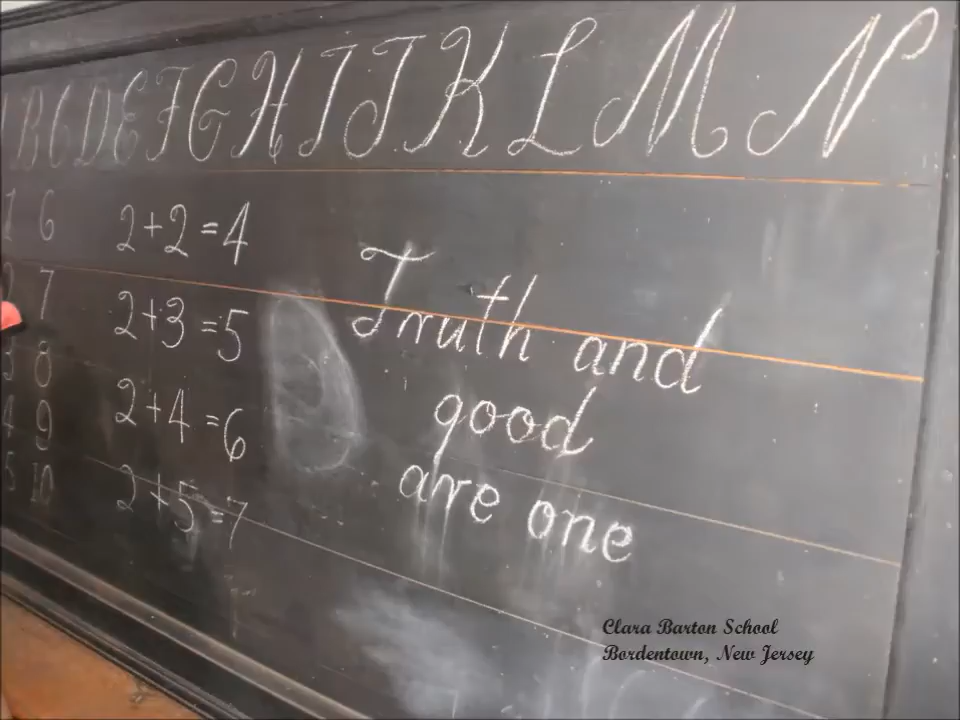 B C D E F G H I J K L M N
1 6
2 7
3 8
4 9
5 10
2+2=4
2+3=5
2+4=6
2+5=7
Truth and
good
are one
Clara Barton School
Bordentown, New Jersey